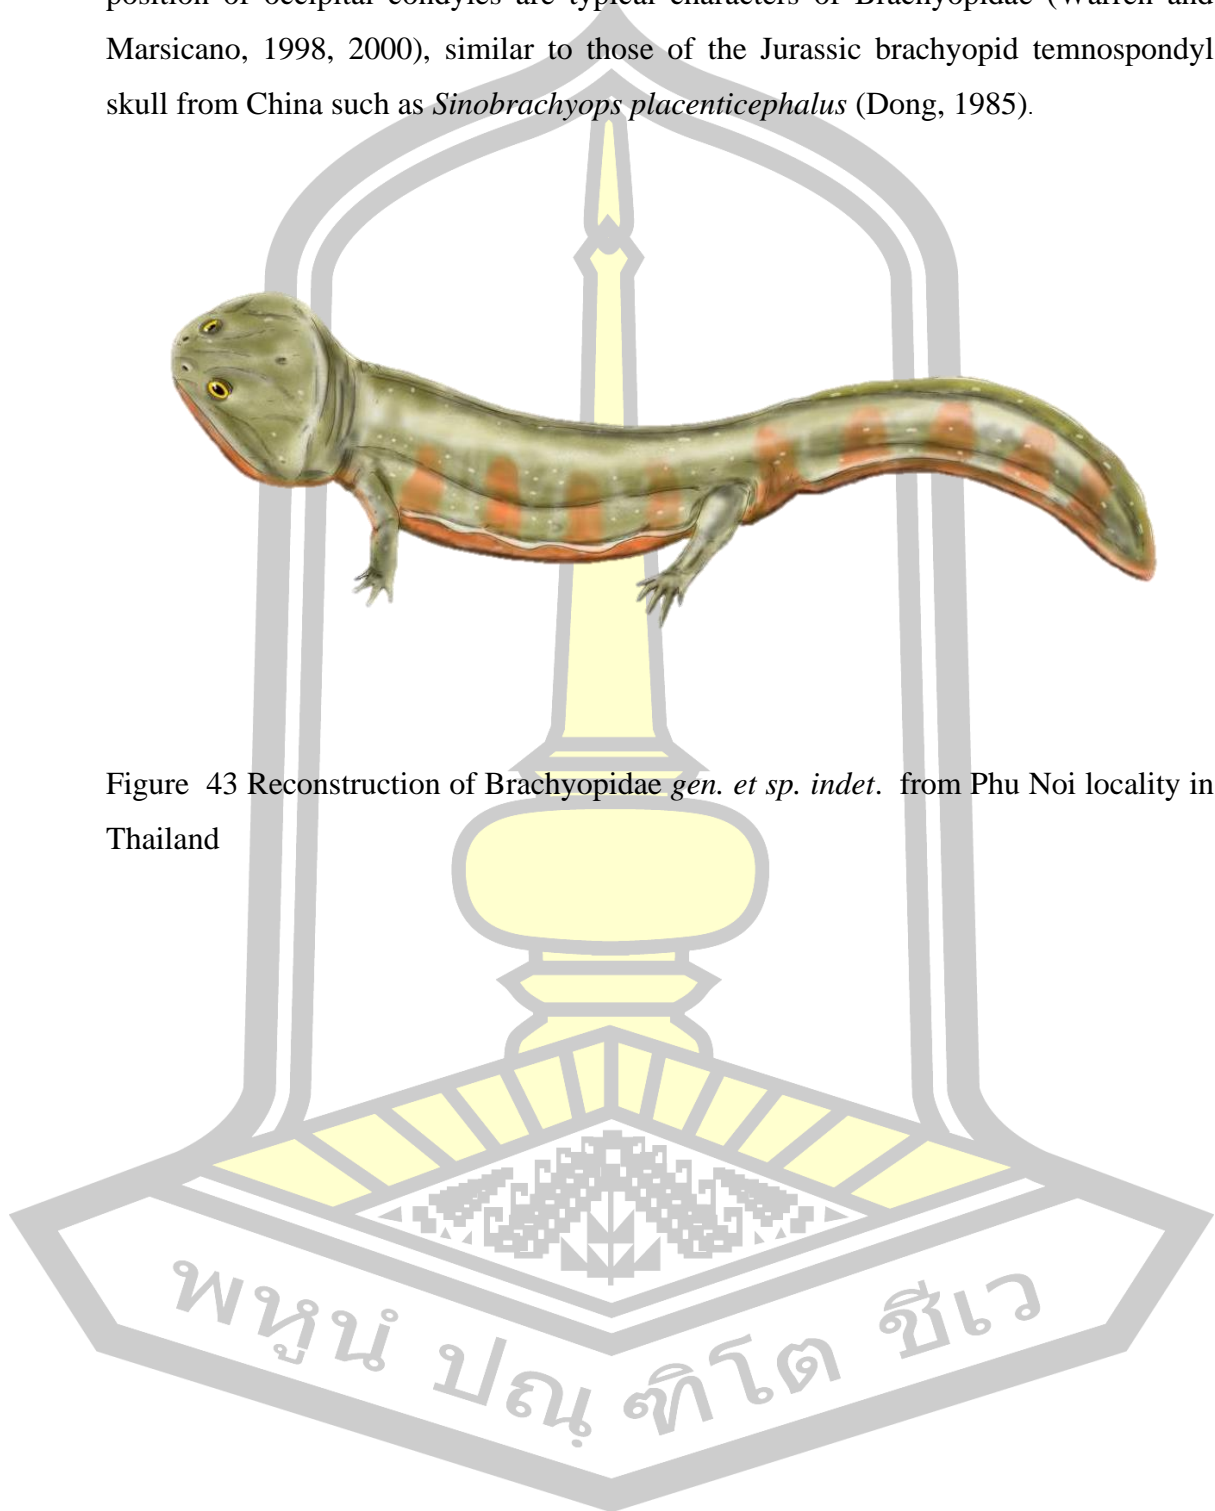 position of occipital condyles are typical characters of Brachyopidae (Warren and
Marsicano, 1998, 2000), similar to those of the Jurassic brachyopid temnospondyl
skull from China such as Sinobrachyops placenticephalus (Dong, 1985).
Figure 43 Reconstruction of Brachyopidae gen. et sp. indet. from Phu Noi locality in
Thailand
พหูนํ ปณฺฑิโต ชีเว